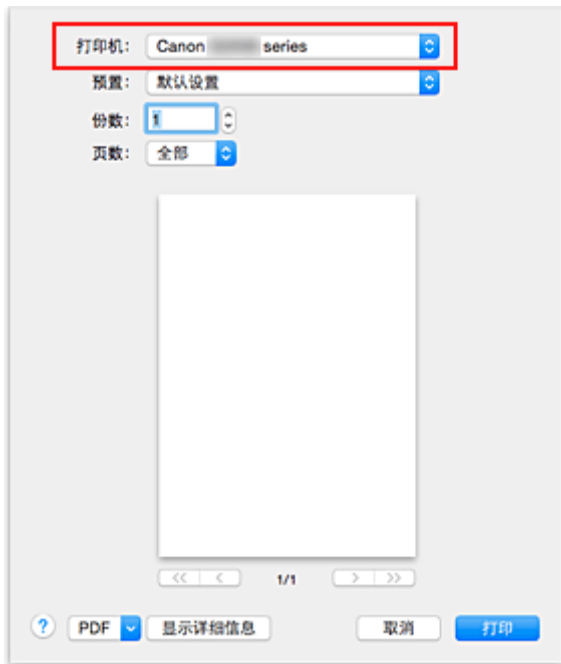 打印机: Canon series
预置: 默认设置
份数: 1
页数: 全部
<< < 1/1 > >>
? PDF 显示详细信息 取消 打印